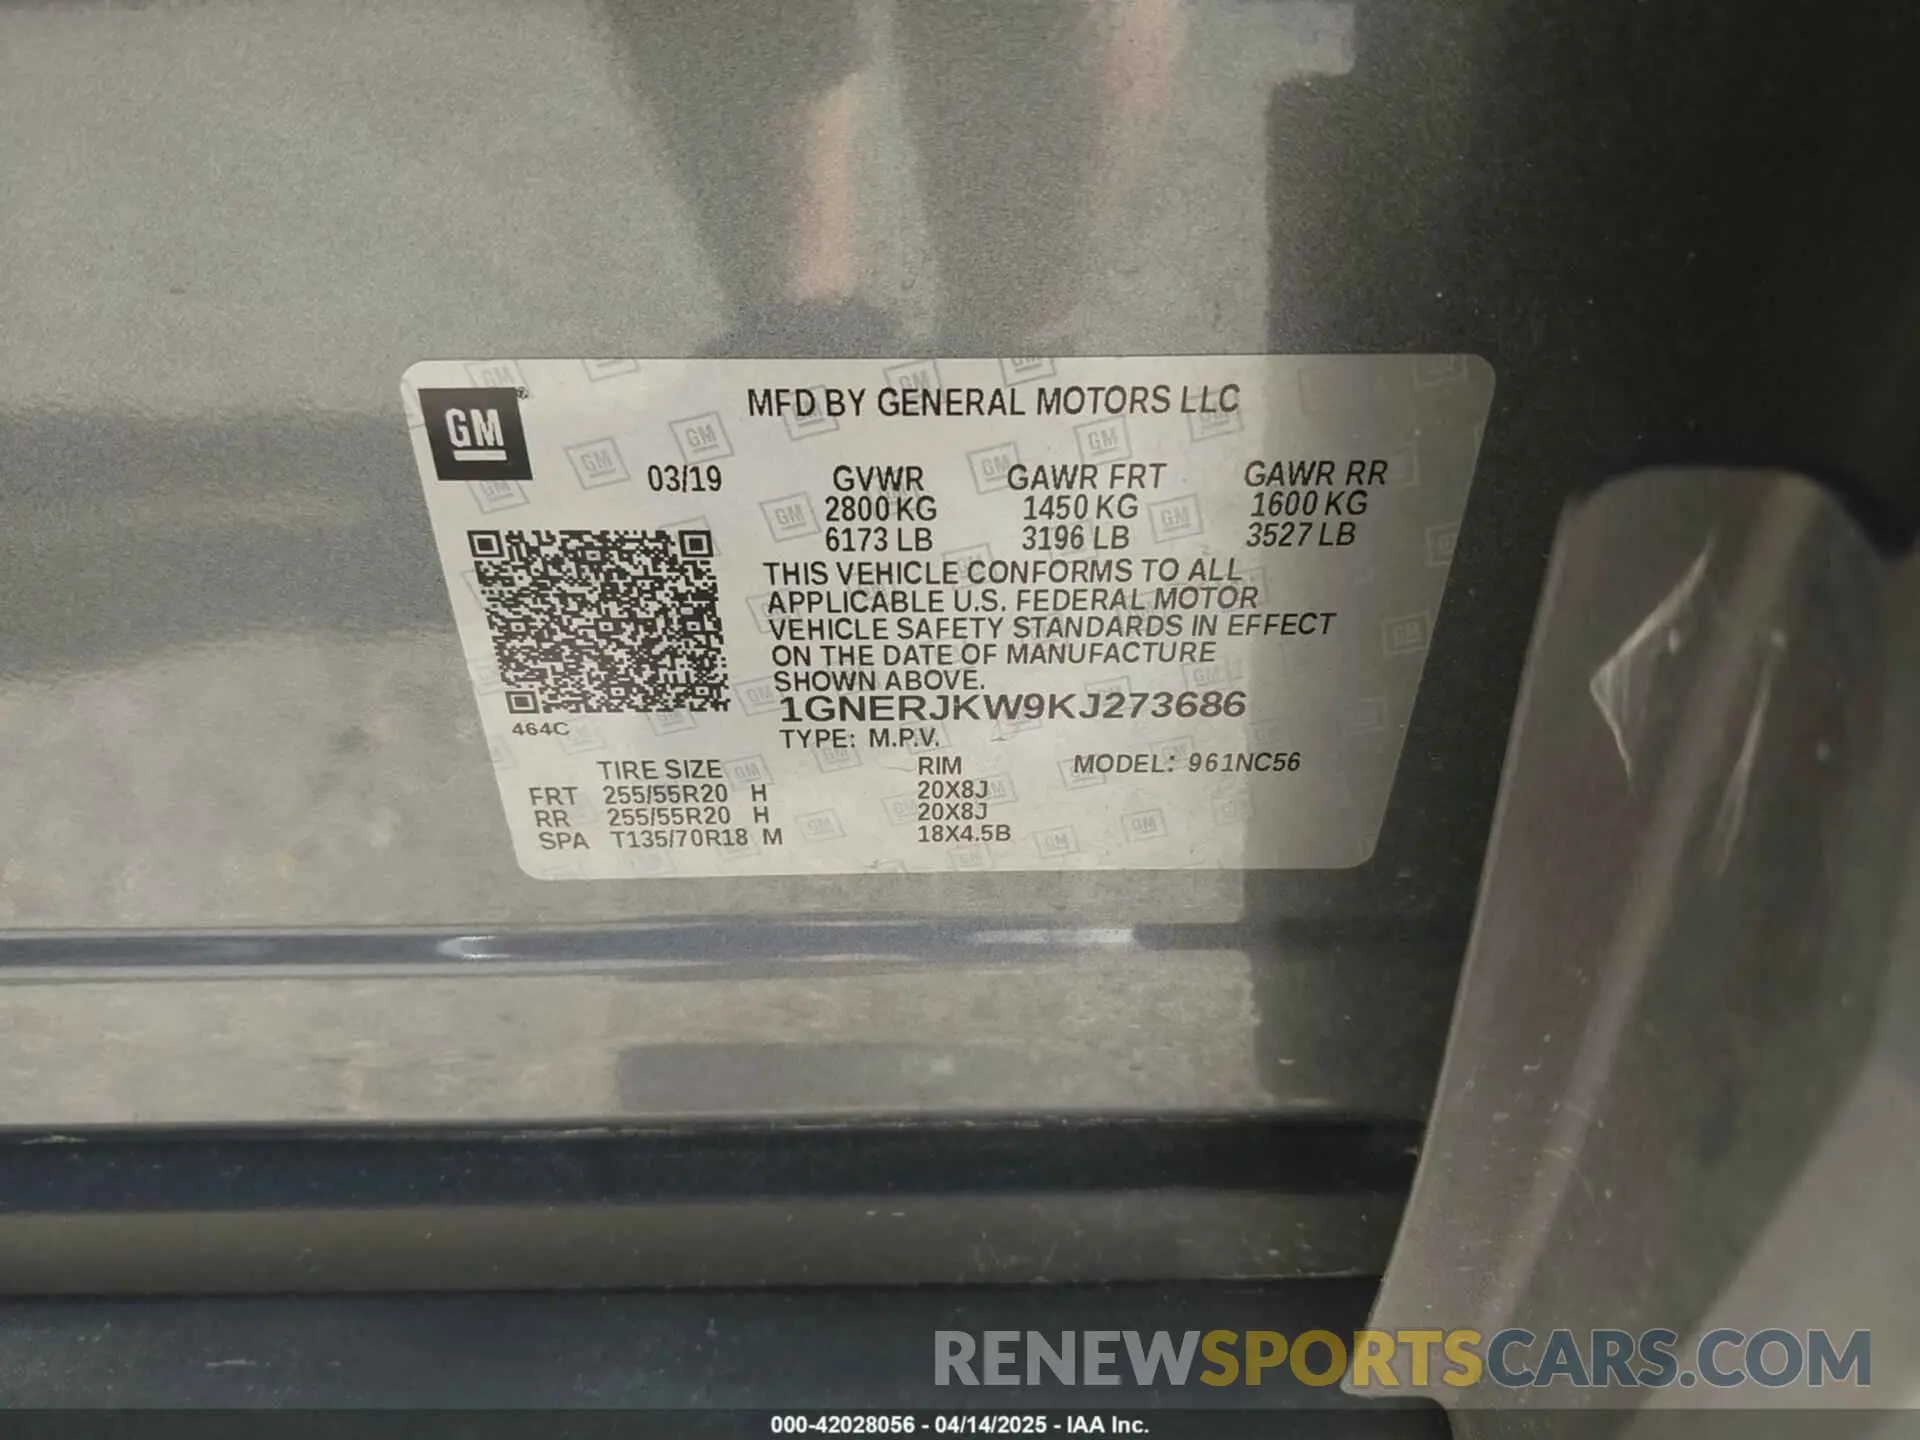 GM ®
MFD BY GENERAL MOTORS LLC
03/19 GVWR GAWR FRT GAWR RR
2800 KG 1450 KG 1600 KG
6173 LB 3196 LB 3527 LB
THIS VEHICLE CONFORMS TO ALL
APPLICABLE U.S. FEDERAL MOTOR
VEHICLE SAFETY STANDARDS IN EFFECT
ON THE DATE OF MANUFACTURE
SHOWN ABOVE.
1GNERJKW9KJ273686
464C
TYPE: M.P.V.
TIRE SIZE RIM MODEL: 961NC56
FRT 255/55R20 H 20X8J
RR 255/55R20 H 20X8J
SPA T135/70R18 M 18X4.5B
RENEWSPORTSCARS.COM
000-42028056 - 04/14/2025 - IAA Inc.